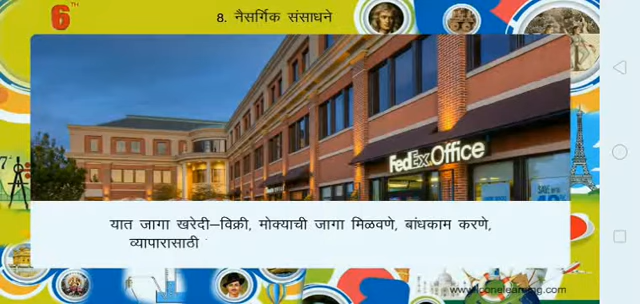 6TH
8. नैसर्गिक संसाधने
FedEx Office
यात जागा खरेदी–विक्री, मोक्याची जागा मिळवणे, बांधकाम करणे,
व्यापारासाठी
www.iconelearning.com